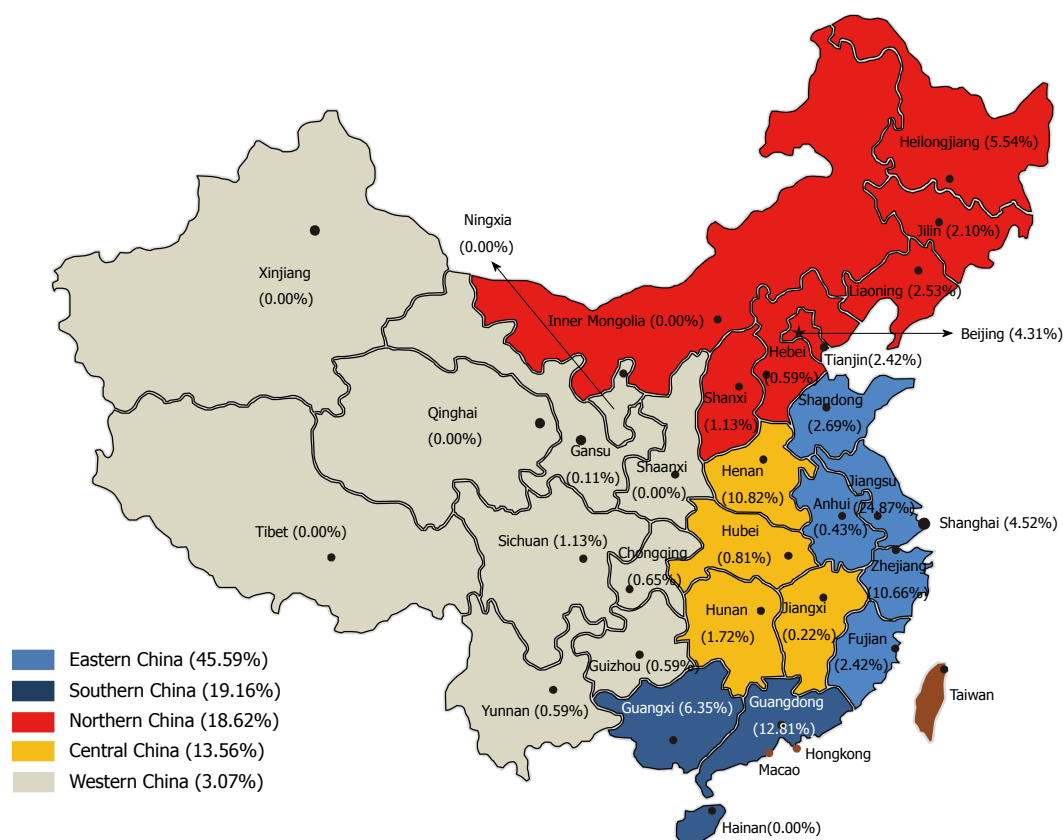 Heilongjiang (5.54%)
Ningxia
(0.00%)
Jilin (2.10%)
Xinjiang
(0.00%)
Liaoning (2.53%)
Inner Mongolia (0.00%)
Beijing (4.31%)
Hebei
(0.59%)
Tianjin(2.42%)
Shanxi
(1.13%)
Shandong
(2.69%)
Qinghai
(0.00%)
Gansu
(0.11%)
Shaanxi
(0.00%)
Henan
(10.82%)
Jiangsu
(24.87%)
Anhui
(0.43%)
Shanghai (4.52%)
Tibet (0.00%)
Sichuan (1.13%)
Chongqing
(0.65%)
Hubei
(0.81%)
Zhejiang
(10.66%)
Hunan
(1.72%)
Jiangxi
(0.22%)
Fujian
(2.42%)
Guizhou (0.59%)
Yunnan (0.59%)
Guangxi (6.35%)
Guangdong
(12.81%)
Taiwan
Hongkong
Macao
Hainan(0.00%)
Eastern China (45.59%)
Southern China (19.16%)
Northern China (18.62%)
Central China (13.56%)
Western China (3.07%)